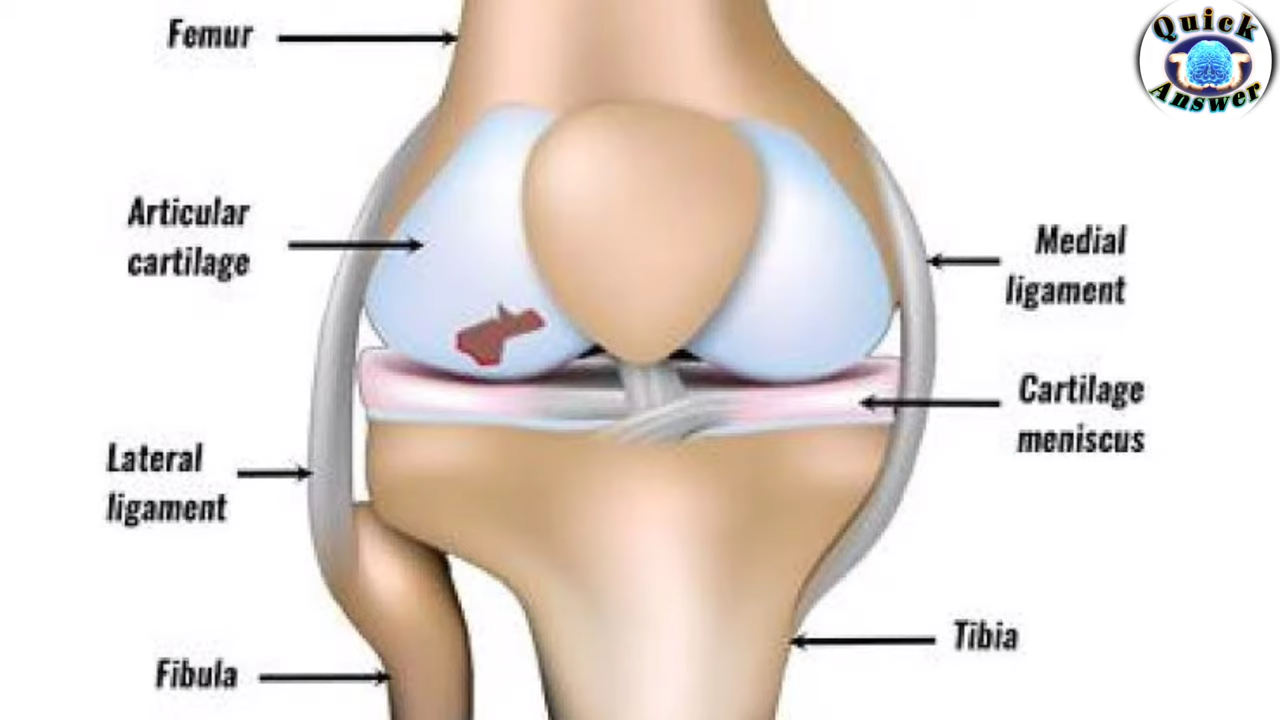 Femur
Quick
Answer
Articular
cartilage
Medial
ligament
Cartilage
meniscus
Lateral
ligament
Tibia
Fibula